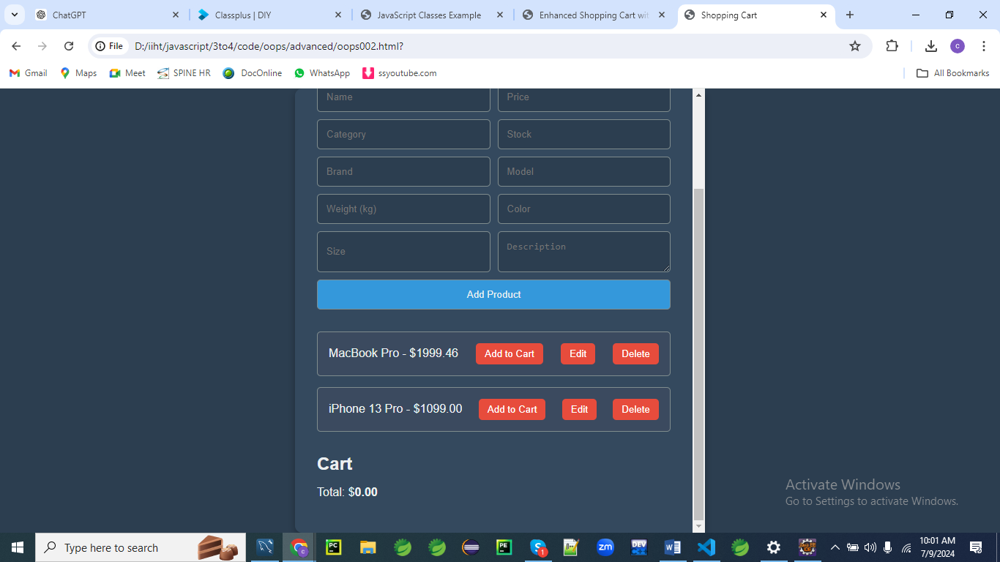 ChatGPT
Classplus | DIY
JavaScript Classes Example
Enhanced Shopping Cart wi
Shopping Cart
File
D:/iiht/javascript/3to4/code/oops/advanced/oops002.html?
c
Gmail
Maps
Meet
SPINE HR
DocOnline
WhatsApp
ssyoutube.com
All Bookmarks
Name
Price
Category
Stock
Brand
Model
Weight (kg)
Color
Size
Description
Add Product
MacBook Pro - $1999.46 Add to Cart Edit Delete
iPhone 13 Pro - $1099.00 Add to Cart Edit Delete
Cart
Total: $0.00
Activate Windows
Go to Settings to activate Windows.
Type here to search
c
PC
PE
S
1
zm
DEV
W
10:01 AM
7/9/2024